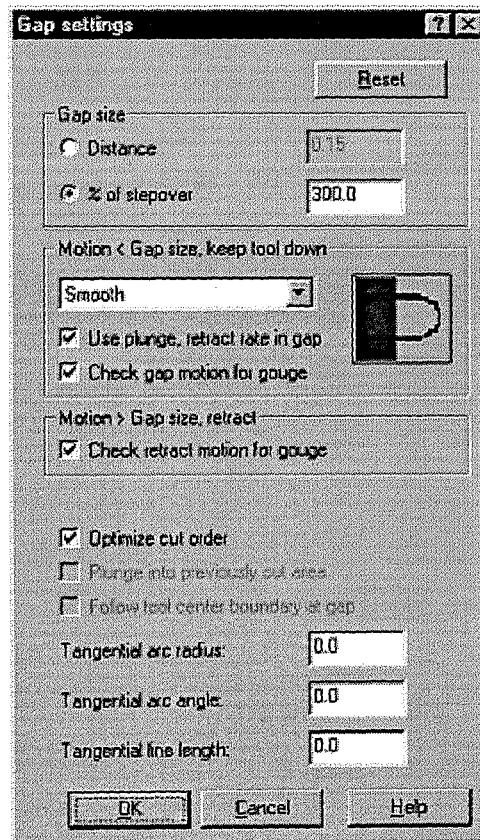 Gap settings
Reset
Gap size
Distance 0.15
% of stepover 300.0
Motion < Gap size, keep tool down
Smooth
Use plunge, retract rate in gap
Check gap motion for gouge
Motion > Gap size, retract
Check retract motion for gouge
Optimize cut order
Plunge into previously cut area
Follow tool center boundary at gap
Tangential arc radius: 0.0
Tangential arc angle: 0.0
Tangential line length: 0.0
OK Cancel Help